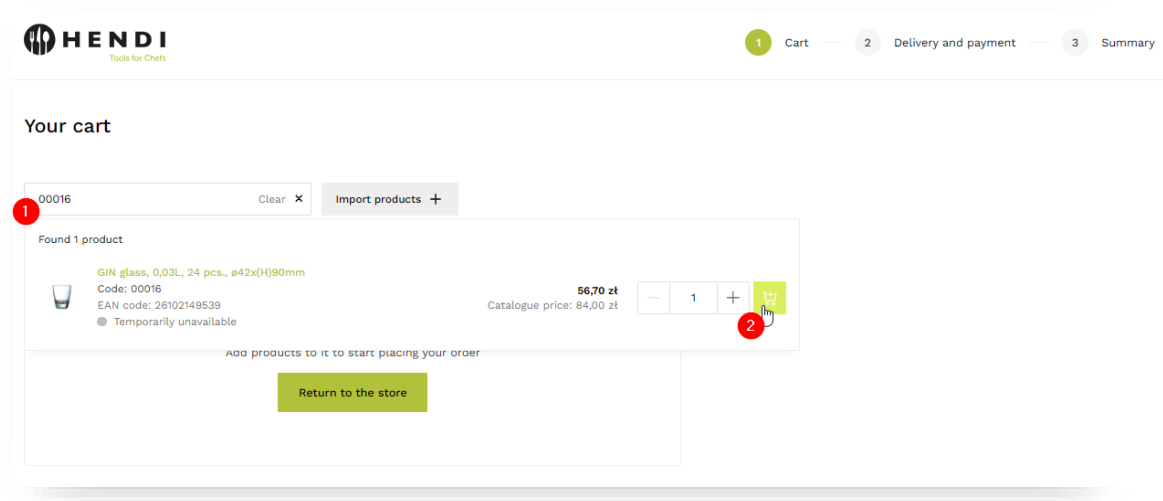 HENDI
Tools for Chefs
1 Cart 2 Delivery and payment 3 Summary
Your cart
00016 Clear × Import products +
1
Found 1 product
GIN glass, 0,03L, 24 pcs., ø42x(H)90mm
Code: 00016
EAN code: 26102149539
Temporarily unavailable
56,70 zł
Catalogue price: 84,00 zł
— 1 +
2
Add products to it to start placing your order
Return to the store